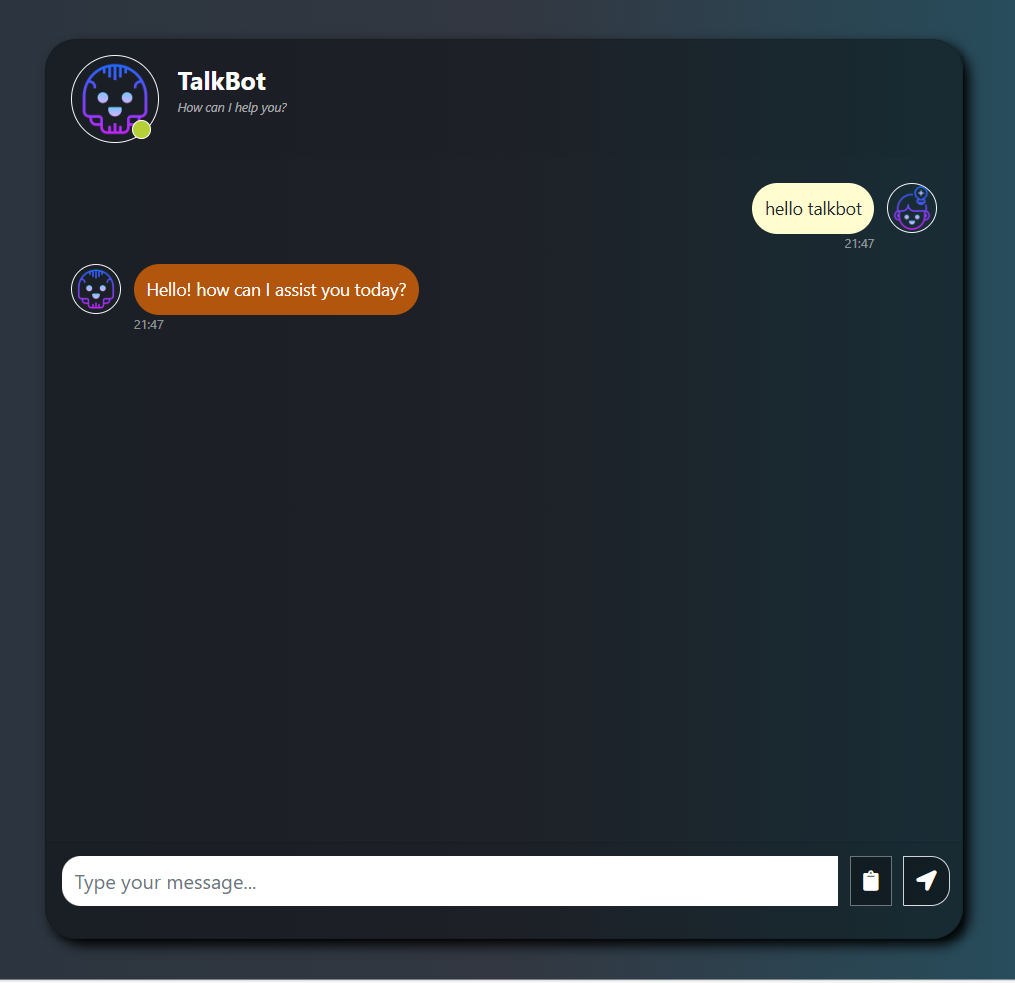 TalkBot
How can I help you?
hello talkbot
21:47
Hello! how can I assist you today?
21:47
Type your message...